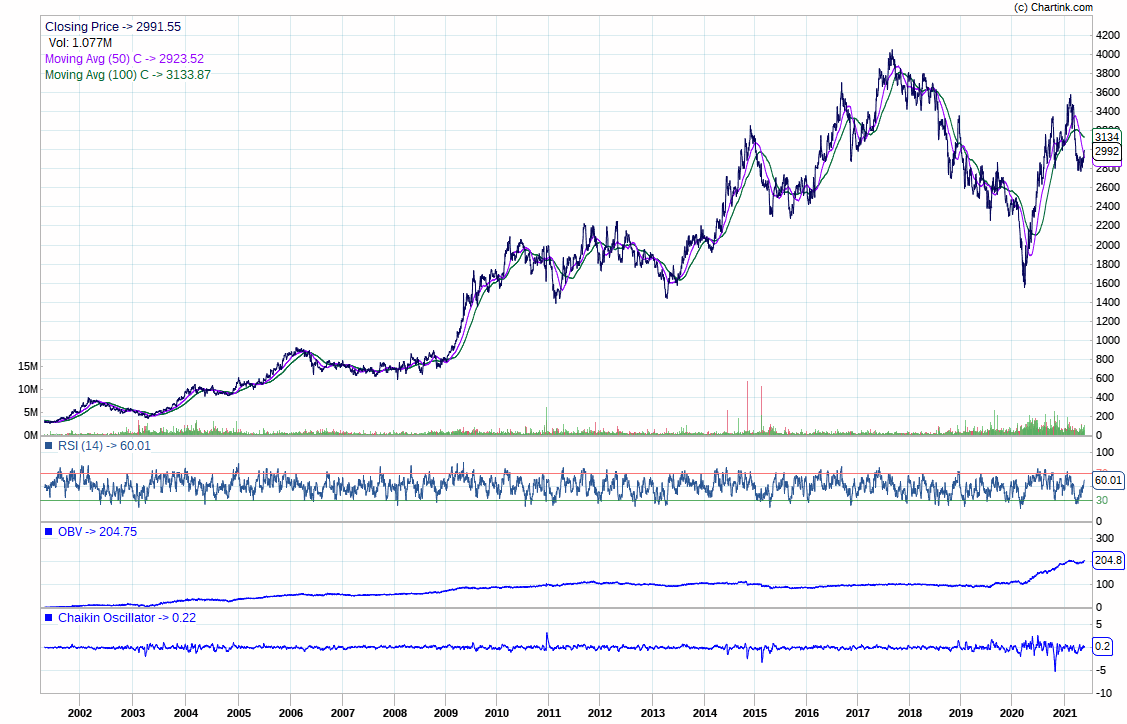 (c) Chartink.com
Closing Price -> 2991.55
Vol: 1.077M
Moving Avg (50) C -> 2923.52
Moving Avg (100) C -> 3133.87
4200
4000
3800
3600
3400
3134
2992
2800
2600
2400
2200
2000
1800
1600
1400
1200
1000
800
600
400
200
0
15M
10M
5M
0M
RSI (14) -> 60.01
100
60.01
30
0
OBV -> 204.75
300
204.8
100
0
Chaikin Oscillator -> 0.22
5
0.2
-5
-10
2002 2003 2004 2005 2006 2007 2008 2009 2010 2011 2012 2013 2014 2015 2016 2017 2018 2019 2020 2021